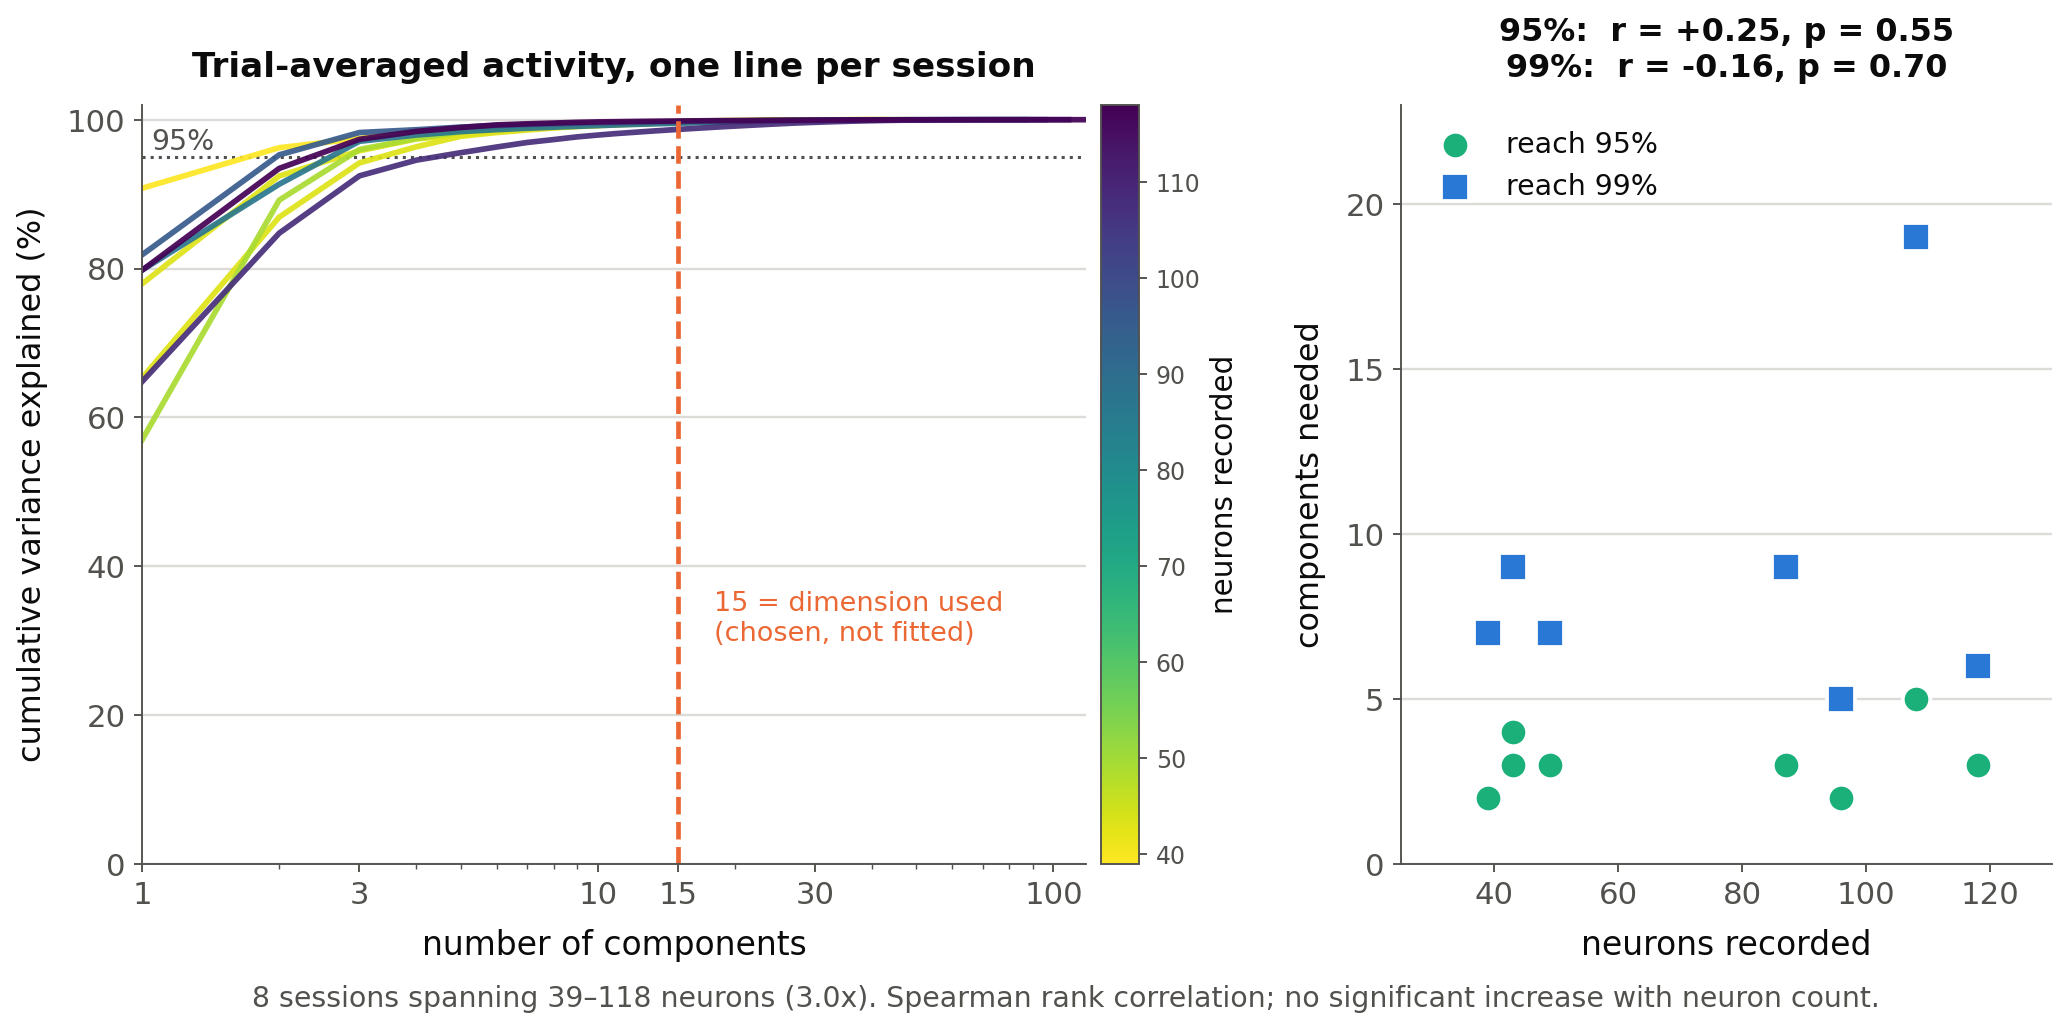 Trial-averaged activity, one line per session
95%:  r = +0.25, p = 0.55
99%:  r = -0.16, p = 0.70
cumulative variance explained (%)
100
80
60
40
20
0
95%
15 = dimension used
(chosen, not fitted)
1
3
10
15
30
100
number of components
110
100
90
80
70
60
50
40
neurons recorded
reach 95%
reach 99%
components needed
20
15
10
5
0
40
60
80
100
120
neurons recorded
8 sessions spanning 39–118 neurons (3.0x). Spearman rank correlation; no significant increase with neuron count.